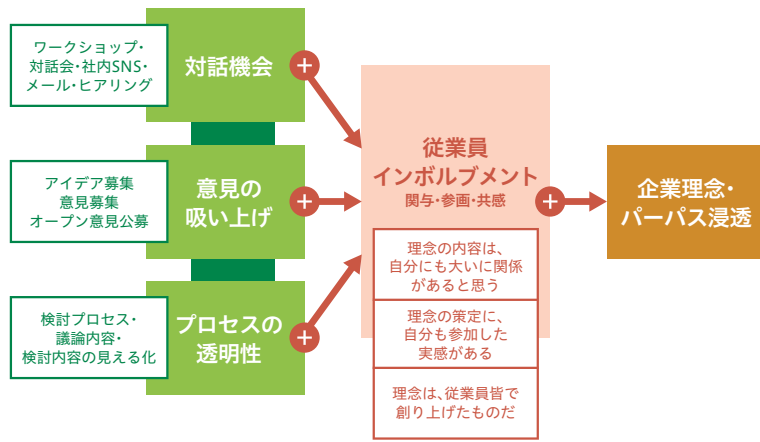 ワークショップ・
対話会・社内SNS・
メール・ヒアリング
対話機会
+
アイデア募集
意見募集
オープン意見公募
意見の
吸い上げ
+
検討プロセス・
議論内容・
検討内容の見える化
プロセスの
透明性
+
従業員
インボルブメント
関与・参画・共感
+
理念の内容は、
自分にも大いに関係
があると思う
理念の策定に、
自分も参加した
実感がある
理念は、従業員皆で
創り上げたものだ
企業理念・
パーパス浸透